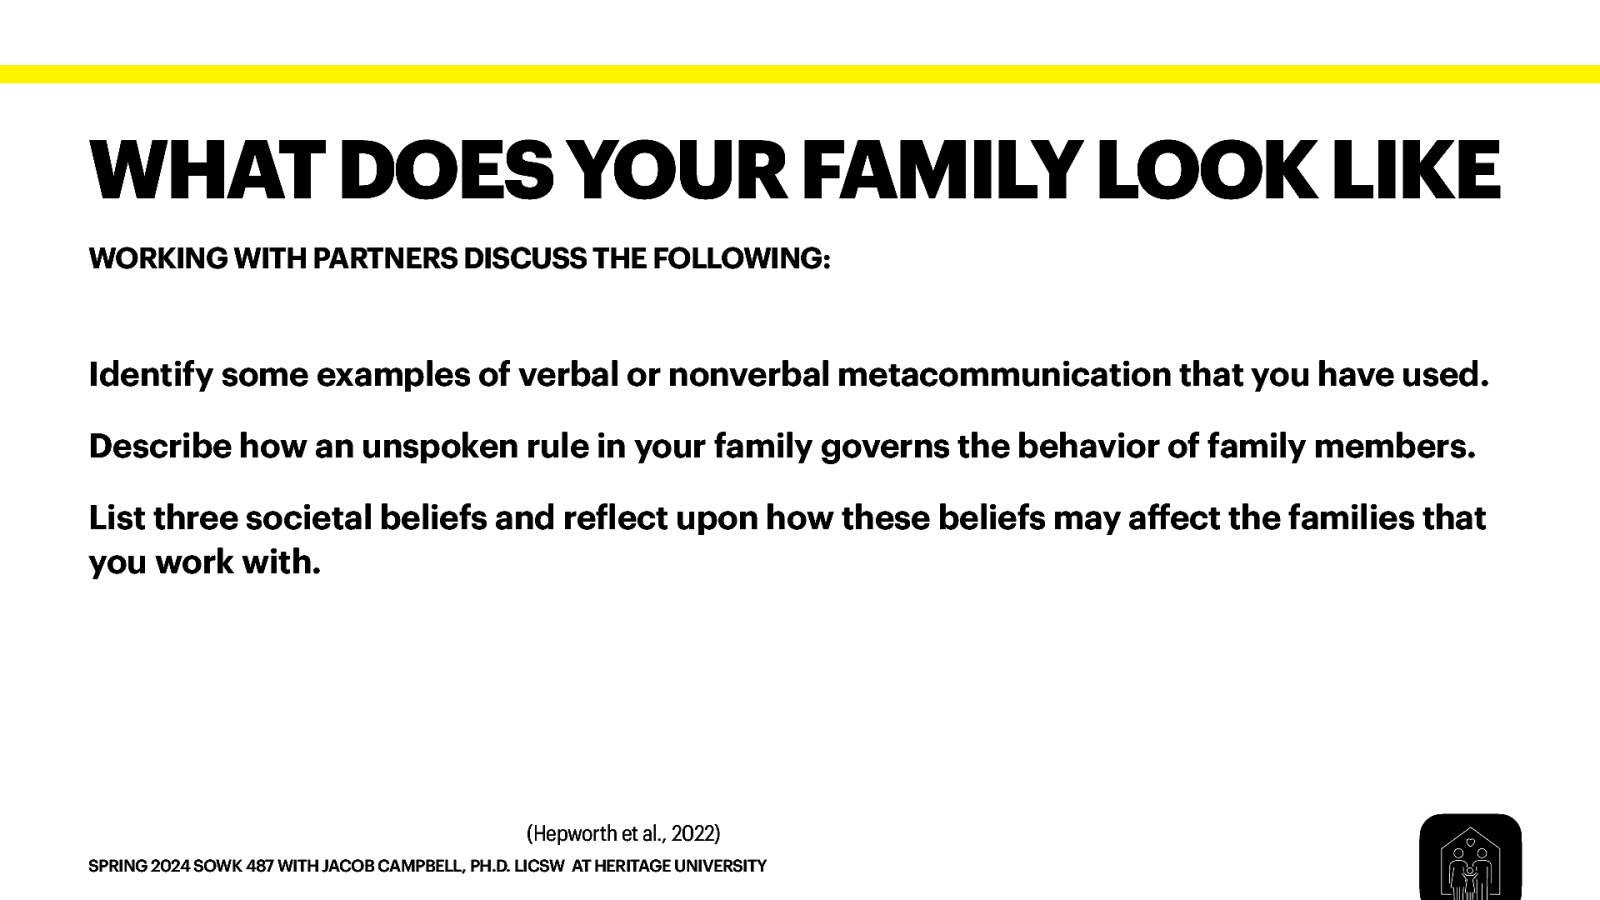 WHAT DOES YOUR FAMILY LOOK LIKE
WORKING WITH PARTNERS DISCUSS THE FOLLOWING:
Identify some examples of verbal or nonverbal metacommunication that you have used.
Describe how an unspoken rule in your family governs the behavior of family members.
List three societal beliefs and reflect upon how these beliefs may affect the families that
you work with.
(Hepworth et al., 2022)
SPRING 2024 SOWK 487 WITH JACOB CAMPBELL, PH.D. LICSW AT HERITAGE UNIVERSITY